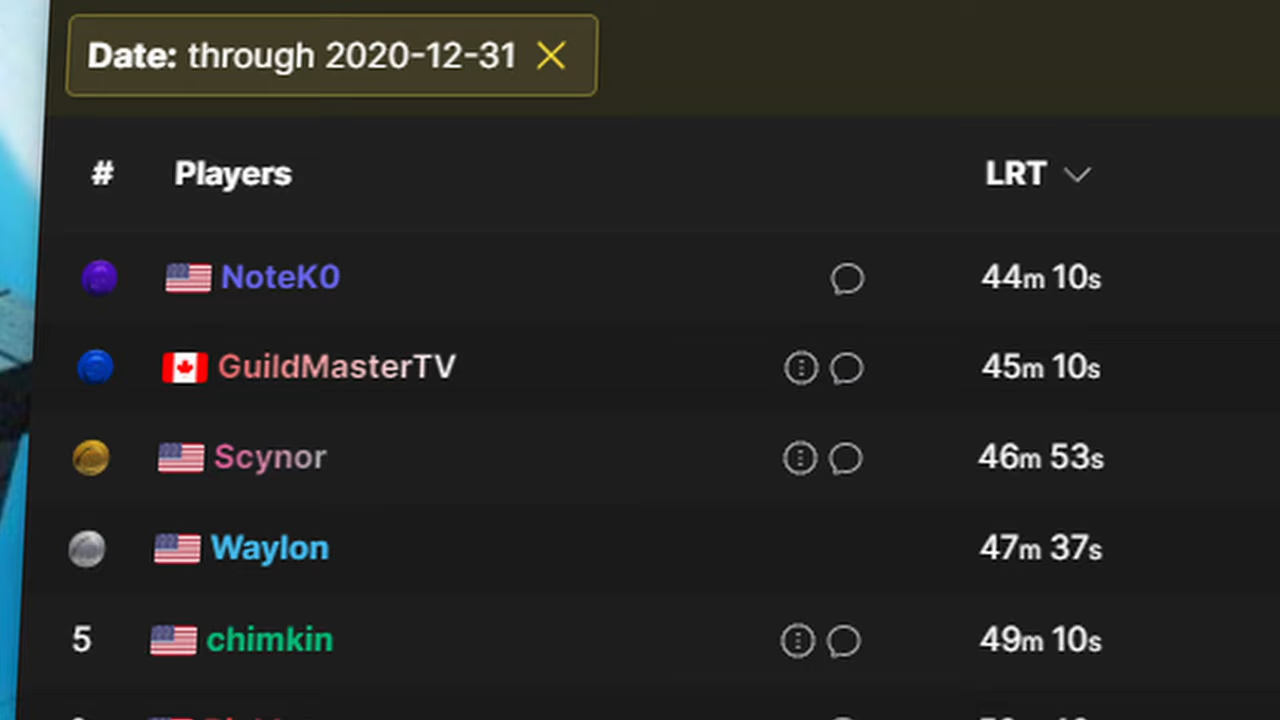 Date: through 2020-12-31
# Players LRT
NoteK0 44m 10s
GuildMasterTV 45m 10s
Scynor 46m 53s
Waylon 47m 37s
5 chimkin 49m 10s